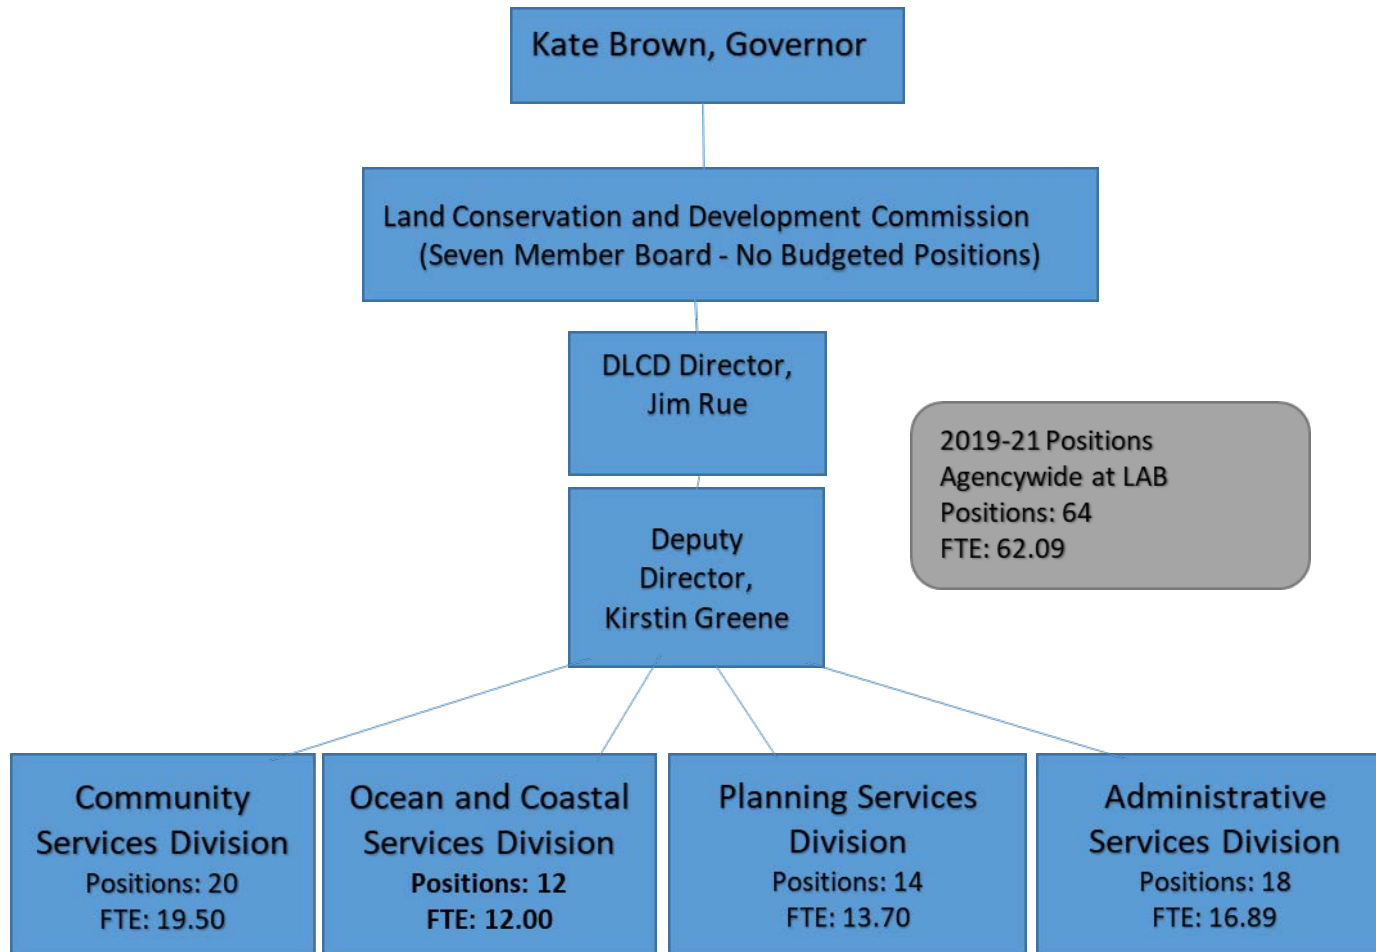 Kate Brown, Governor
Land Conservation and Development Commission
(Seven Member Board - No Budgeted Positions)
DLCD Director,
Jim Rue
2019-21 Positions
Agencywide at LAB
Positions: 64
FTE: 62.09
Deputy
Director,
Kirstin Greene
Community
Services Division
Positions: 20
FTE: 19.50
Ocean and Coastal
Services Division
Positions: 12
FTE: 12.00
Planning Services
Division
Positions: 14
FTE: 13.70
Administrative
Services Division
Positions: 18
FTE: 16.89